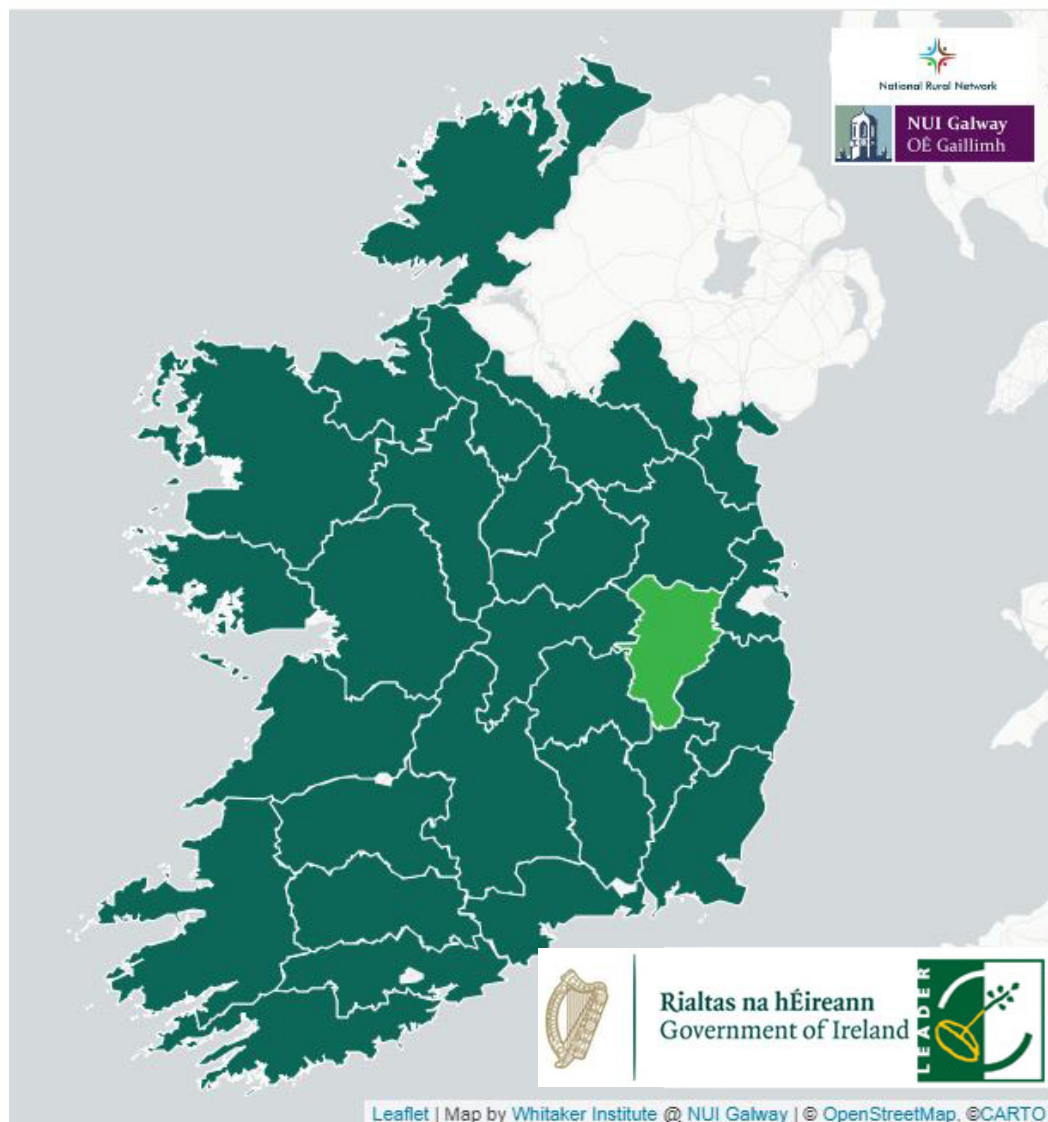 National Rural Network
NUI Galway
OÉ Gaillimh
Rialtas na hÉireann
Government of Ireland
LEADER
Leaflet | Map by Whitaker Institute @ NUI Galway | © OpenStreetMap, ©CARTO